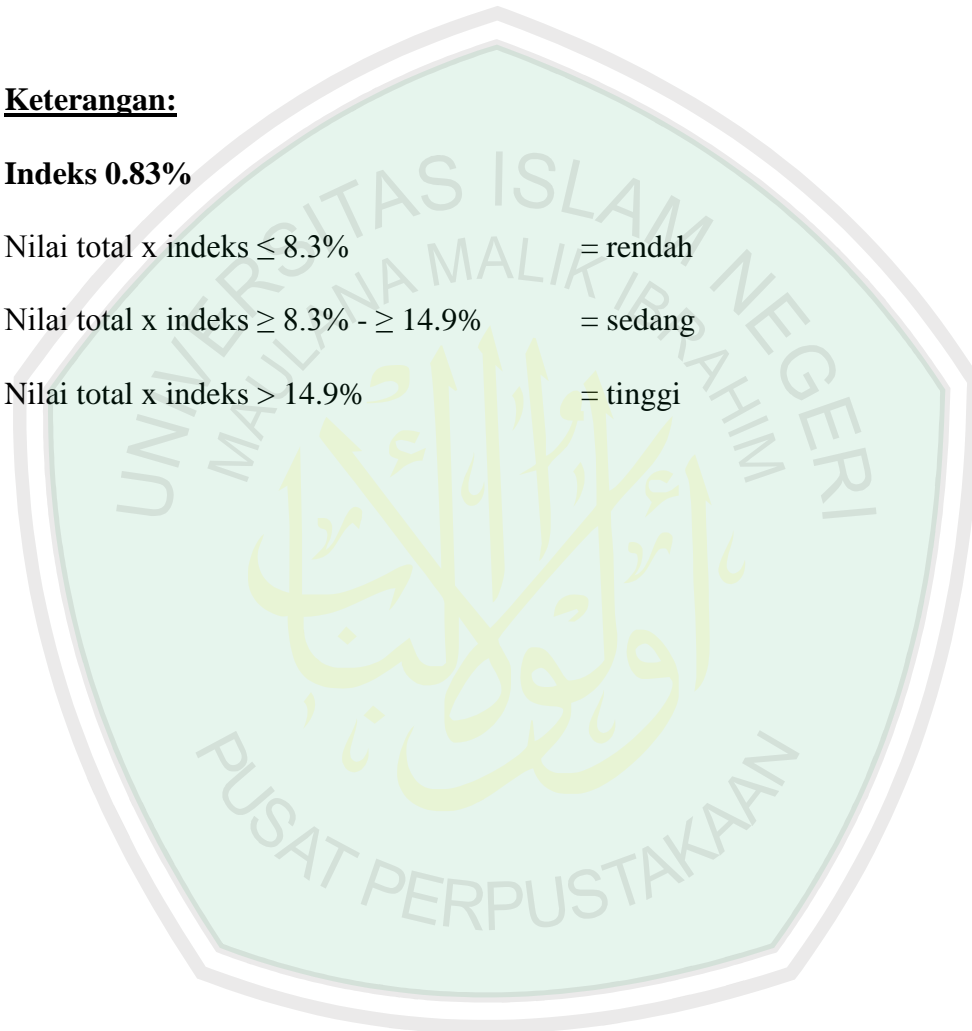 Keterangan:
Indeks 0.83%
Nilai total x indeks ≤ 8.3% = rendah
Nilai total x indeks ≥ 8.3% - ≥ 14.9% = sedang
Nilai total x indeks > 14.9% = tinggi
UNIVERSITAS ISLAM NEGERI
MAULANA MALIK IBRAHIM
PUSAT PERPUSTAKAAN